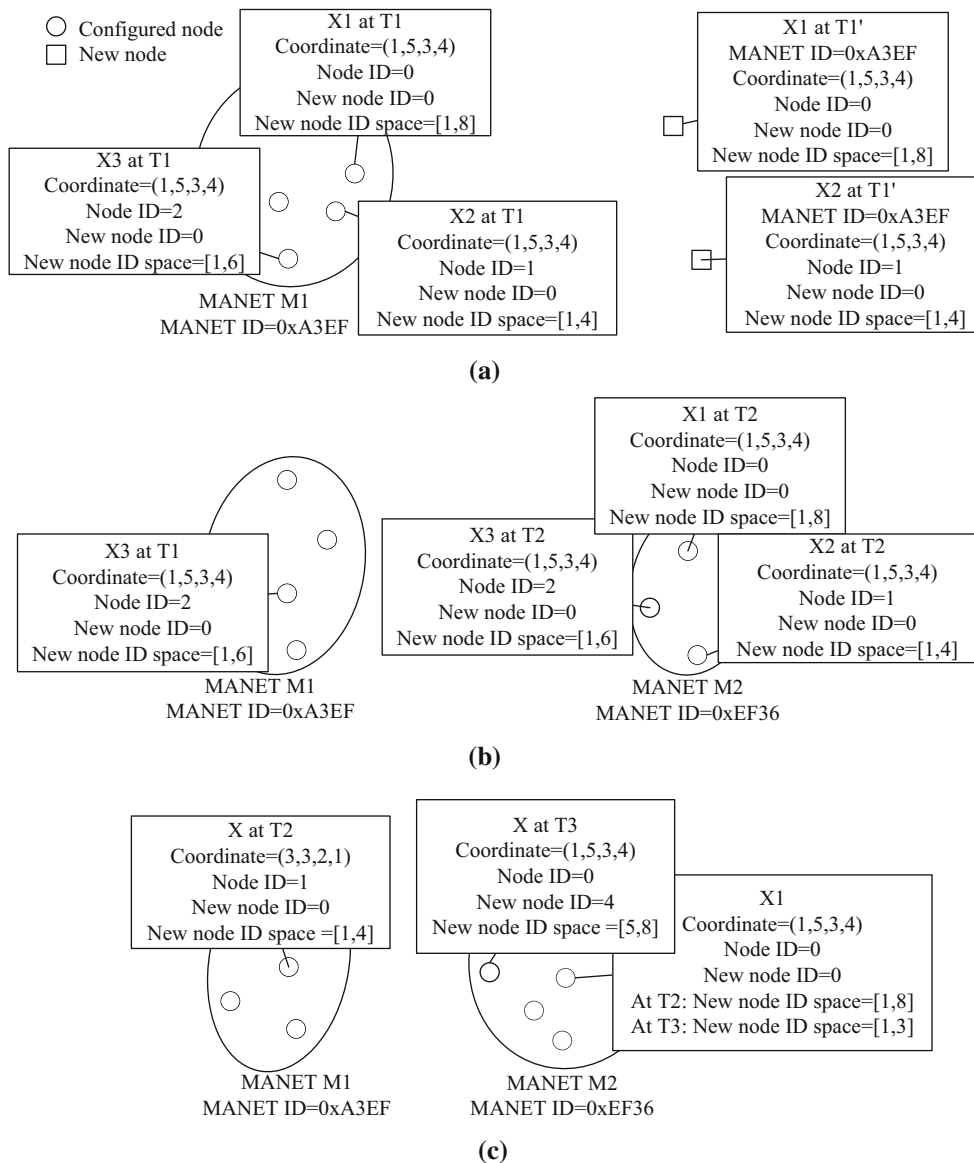 Configured node
New node
X1 at T1
Coordinate=(1,5,3,4)
Node ID=0
New node ID=0
New node ID space=[1,8]
X3 at T1
Coordinate=(1,5,3,4)
Node ID=2
New node ID=0
New node ID space=[1,6]
X2 at T1
Coordinate=(1,5,3,4)
Node ID=1
New node ID=0
New node ID space=[1,4]
MANET M1
MANET ID=0xA3EF
X1 at T1'
MANET ID=0xA3EF
Coordinate=(1,5,3,4)
Node ID=0
New node ID=0
New node ID space=[1,8]
X2 at T1'
MANET ID=0xA3EF
Coordinate=(1,5,3,4)
Node ID=1
New node ID=0
New node ID space=[1,4]
(a)
X3 at T1
Coordinate=(1,5,3,4)
Node ID=2
New node ID=0
New node ID space=[1,6]
MANET M1
MANET ID=0xA3EF
X1 at T2
Coordinate=(1,5,3,4)
Node ID=0
New node ID=0
New node ID space=[1,8]
X3 at T2
Coordinate=(1,5,3,4)
Node ID=2
New node ID=0
New node ID space=[1,6]
X2 at T2
Coordinate=(1,5,3,4)
Node ID=1
New node ID=0
New node ID space=[1,4]
MANET M2
MANET ID=0xEF36
(b)
X at T2
Coordinate=(3,3,2,1)
Node ID=1
New node ID=0
New node ID space =[1,4]
MANET M1
MANET ID=0xA3EF
X at T3
Coordinate=(1,5,3,4)
Node ID=0
New node ID=4
New node ID space =[5,8]
X1
Coordinate=(1,5,3,4)
Node ID=0
New node ID=0
At T2: New node ID space=[1,8]
At T3: New node ID space=[1,3]
MANET M2
MANET ID=0xEF36
(c)